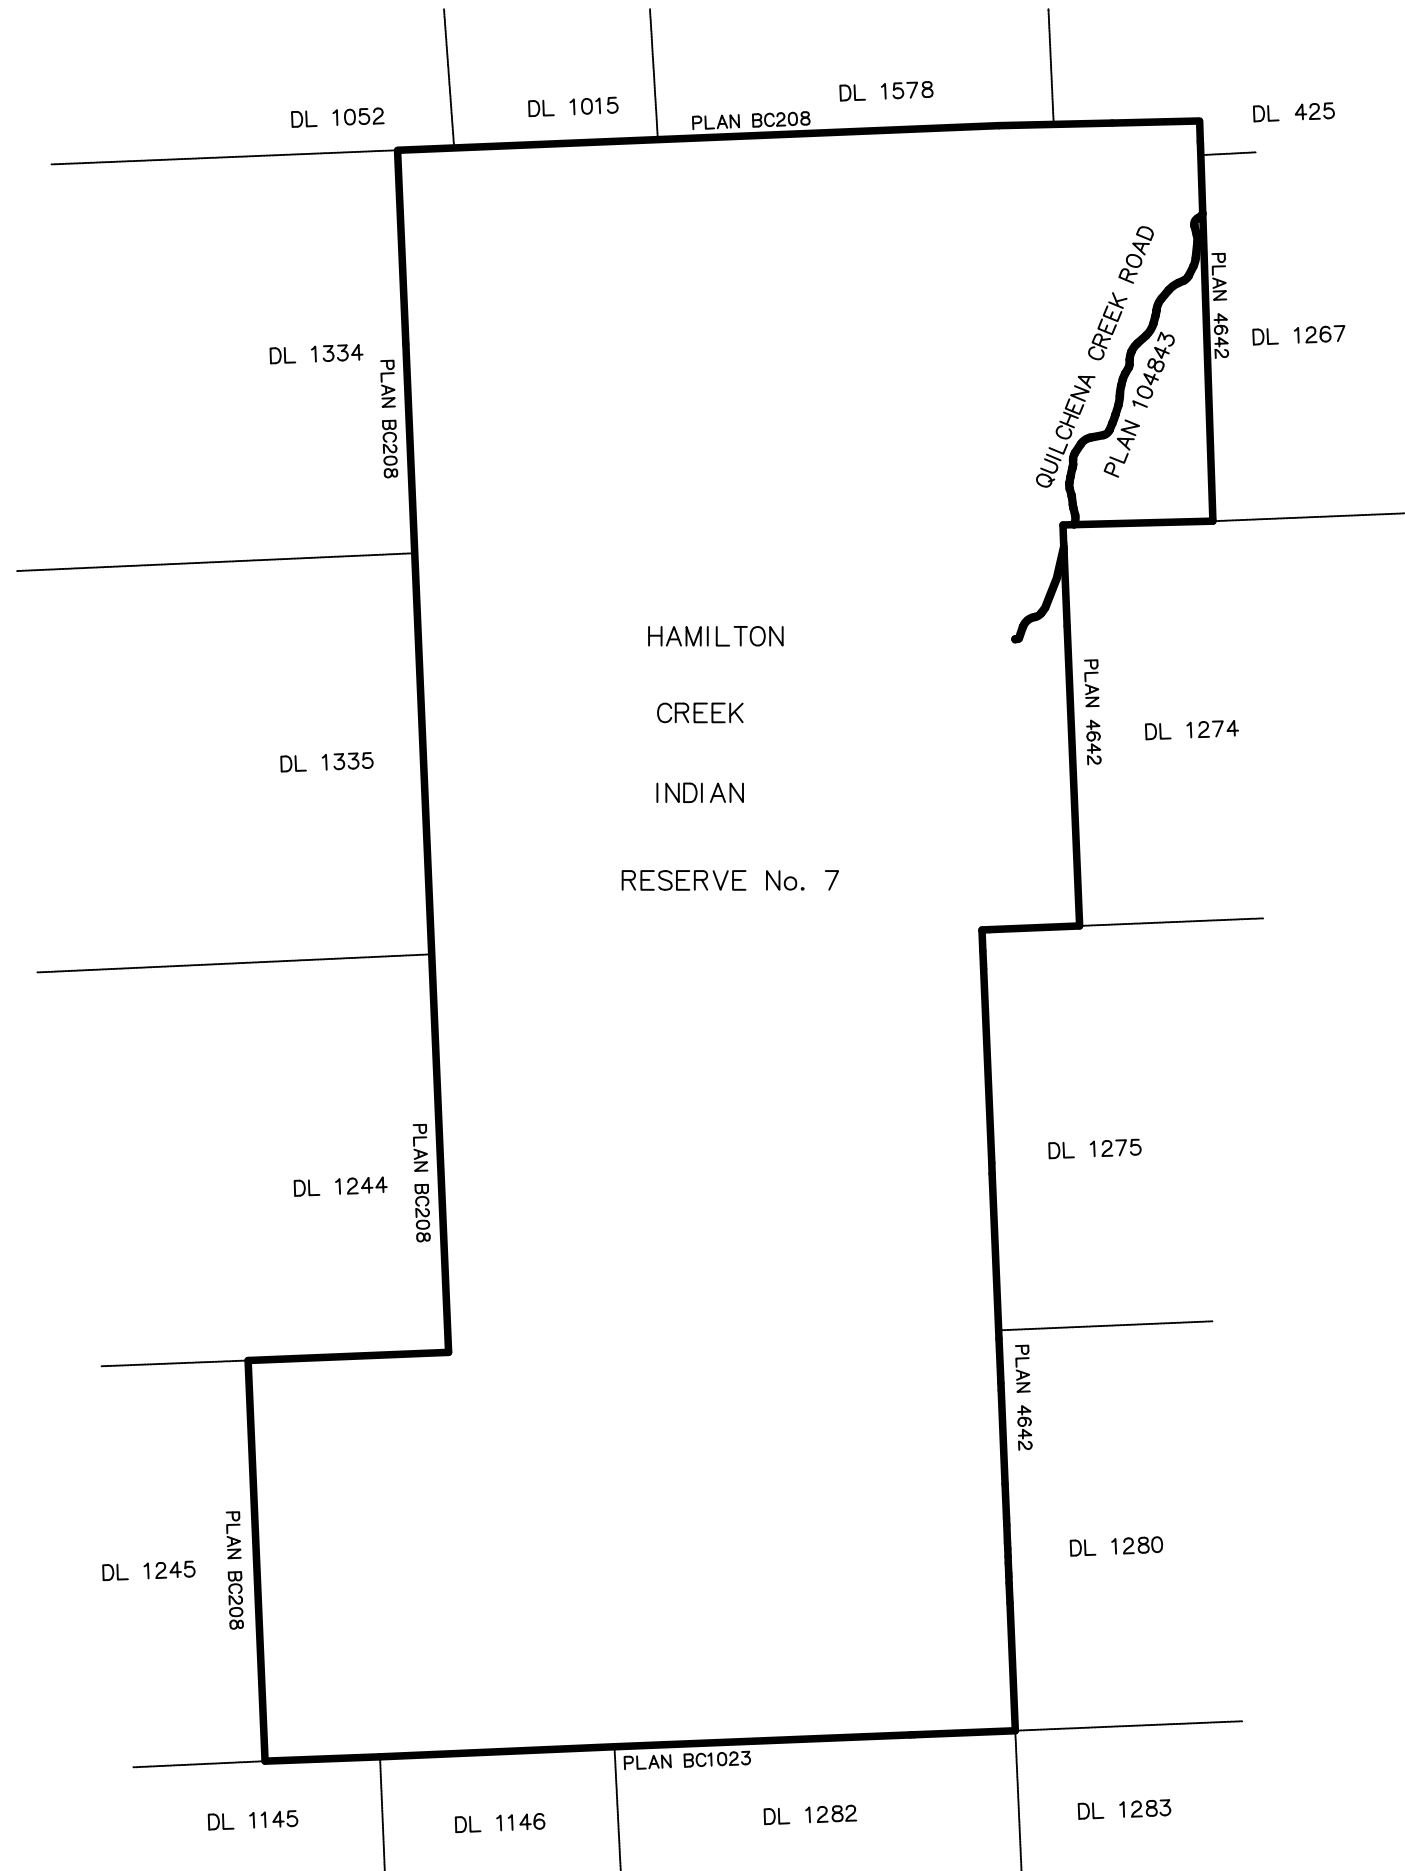 DL 1052
DL 1015
DL 1578
DL 425
PLAN BC208
QUILCHENA CREEK ROAD
PLAN 104843
PLAN 4642
DL 1267
DL 1334
PLAN BC208
HAMILTON
CREEK
INDIAN
RESERVE No. 7
PLAN 4642
DL 1274
DL 1335
DL 1244
PLAN BC208
DL 1275
PLAN 4642
DL 1280
DL 1245
PLAN BC208
PLAN BC1023
DL 1145
DL 1146
DL 1282
DL 1283